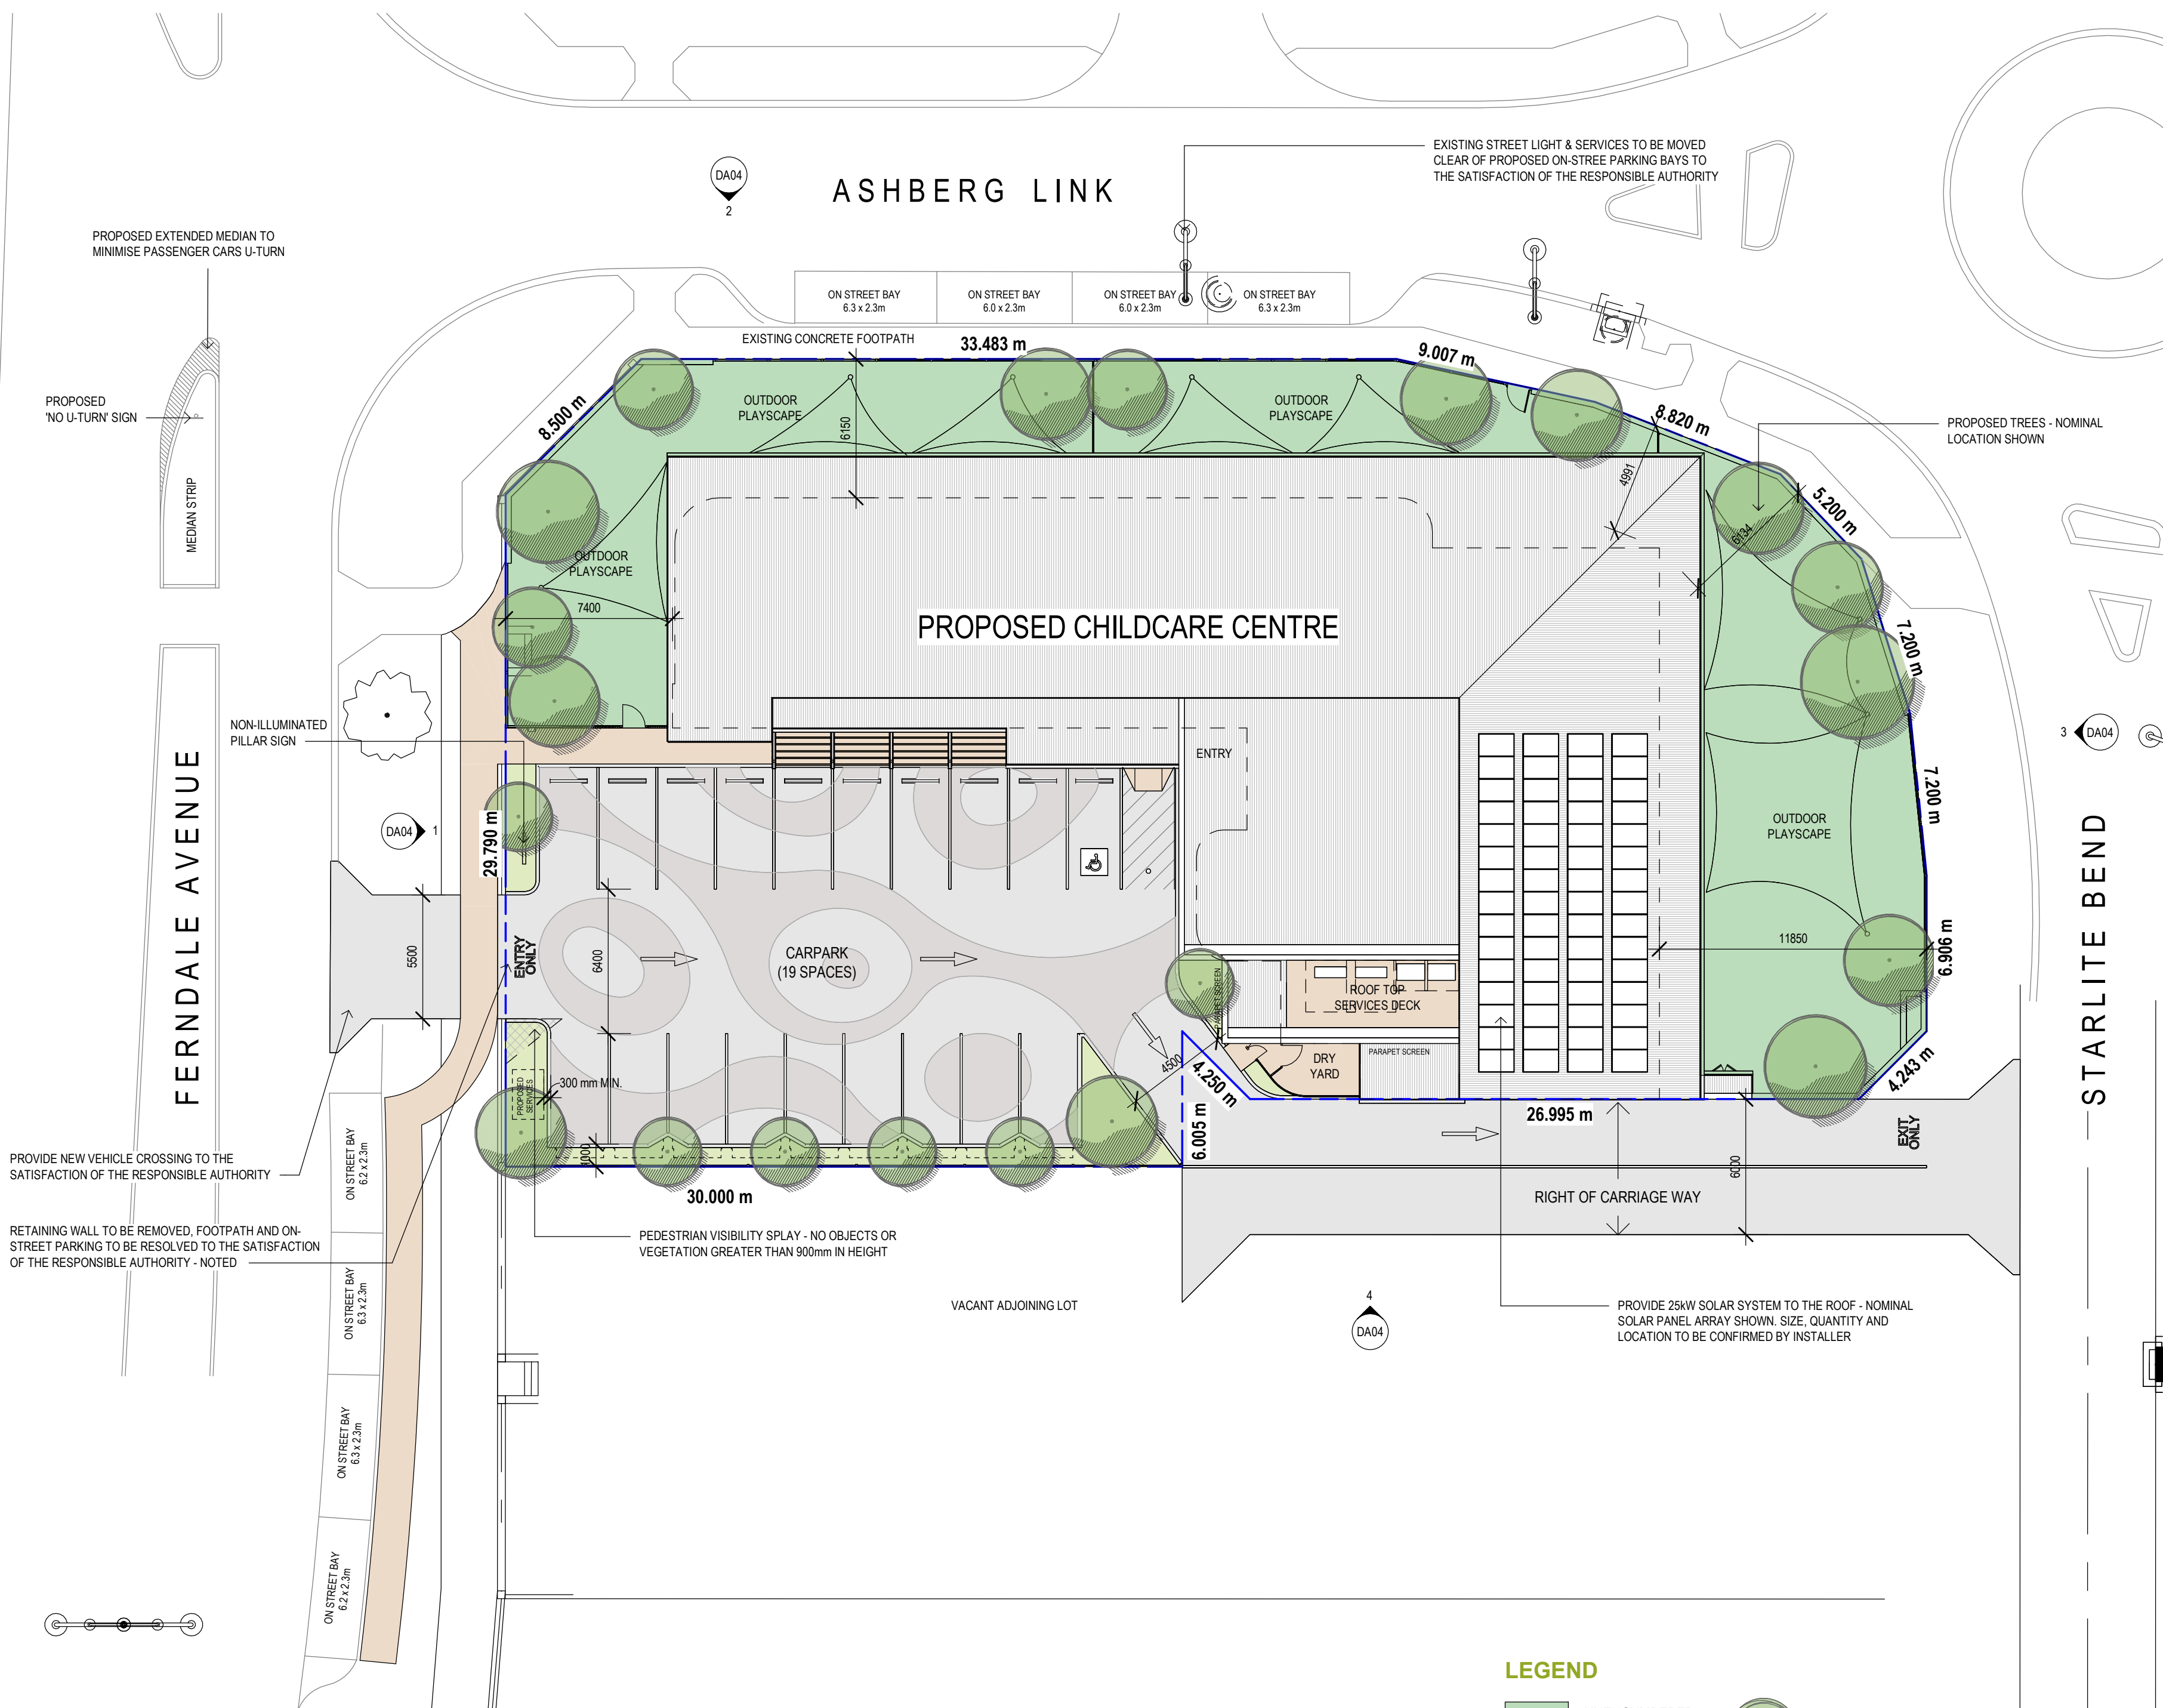 DA04
2
ASHBERG LINK
EXISTING STREET LIGHT & SERVICES TO BE MOVED
CLEAR OF PROPOSED ON-STREE PARKING BAYS TO
THE SATISFACTION OF THE RESPONSIBLE AUTHORITY
PROPOSED EXTENDED MEDIAN TO
MINIMISE PASSENGER CARS U-TURN
ON STREET BAY
6.3 x 2.3m
ON STREET BAY
6.0 x 2.3m
ON STREET BAY
6.0 x 2.3m
ON STREET BAY
6.3 x 2.3m
EXISTING CONCRETE FOOTPATH
33.483 m
9.007 m
8.820 m
5.200 m
7.200 m
7.200 m
6.906 m
4.243 m
8.500 m
PROPOSED
'NO U-TURN' SIGN
MEDIAN STRIP
OUTDOOR
PLAYSCAPE
6150
OUTDOOR
PLAYSCAPE
4991
6134
PROPOSED TREES - NOMINAL
LOCATION SHOWN
OUTDOOR
PLAYSCAPE
7400
PROPOSED CHILDCARE CENTRE
NON-ILLUMINATED
PILLAR SIGN
ENTRY
3
DA04
FERNDALE AVENUE
DA04
1
29.790 m
OUTDOOR
PLAYSCAPE
STARLITE BEND
5500
ENTRY
ONLY
6400
CARPARK
(19 SPACES)
11850
PARAPET SCREEN
ROOF TOP
SERVICES DECK
DRY
YARD
PARAPET SCREEN
4500
4.250 m
6.005 m
26.995 m
EXIT
ONLY
300 mm MIN.
PROPOSED
SERVICES
1000
6000
30.000 m
RIGHT OF CARRIAGE WAY
PROVIDE NEW VEHICLE CROSSING TO THE
SATISFACTION OF THE RESPONSIBLE AUTHORITY
RETAINING WALL TO BE REMOVED, FOOTPATH AND ON-
STREET PARKING TO BE RESOLVED TO THE SATISFACTION
OF THE RESPONSIBLE AUTHORITY - NOTED
PEDESTRIAN VISIBILITY SPLAY - NO OBJECTS OR
VEGETATION GREATER THAN 900mm IN HEIGHT
ON STREET BAY
6.2 x 2.3m
ON STREET BAY
6.3 x 2.3m
ON STREET BAY
6.3 x 2.3m
ON STREET BAY
6.2 x 2.3m
VACANT ADJOINING LOT
4
DA04
PROVIDE 25kW SOLAR SYSTEM TO THE ROOF - NOMINAL
SOLAR PANEL ARRAY SHOWN. SIZE, QUANTITY AND
LOCATION TO BE CONFIRMED BY INSTALLER
LEGEND